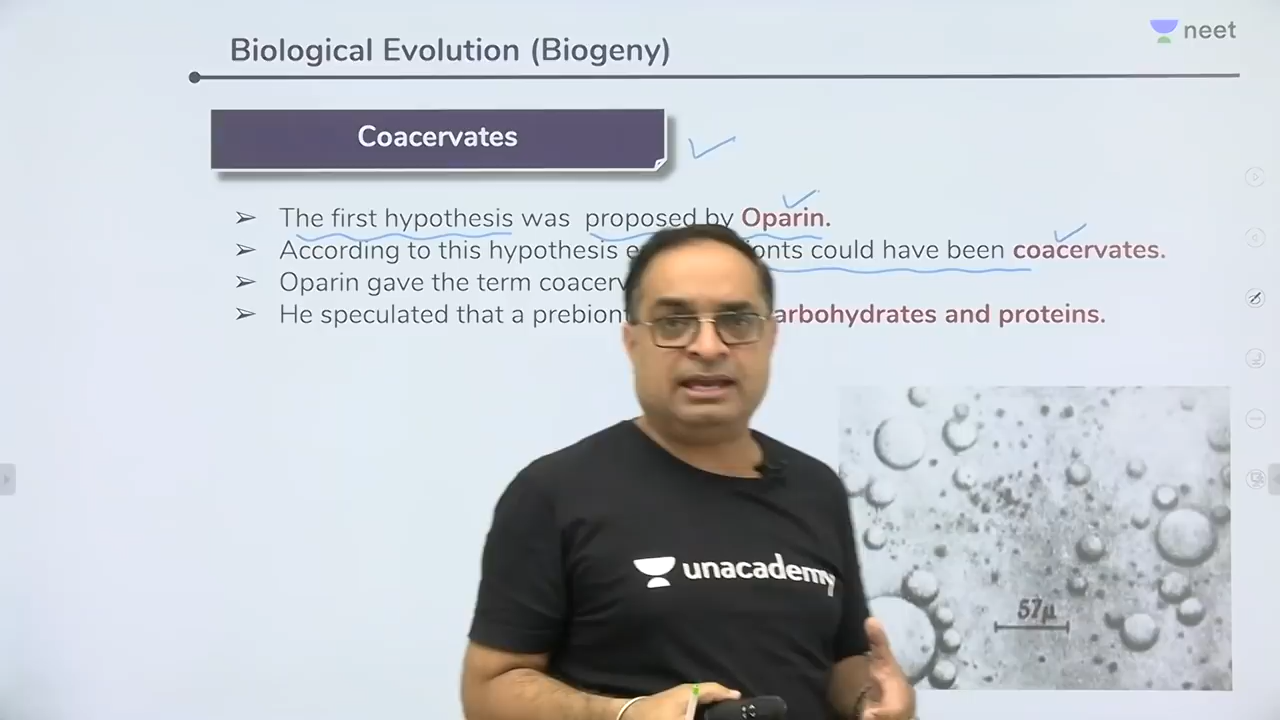 neet
Biological Evolution (Biogeny)
Coacervates
➢ The first hypothesis was proposed by Oparin.
➢ According to this hypothesis could have been coacervates.
➢ Oparin gave the term
➢ He speculated that a and proteins.
57μ
unacademy